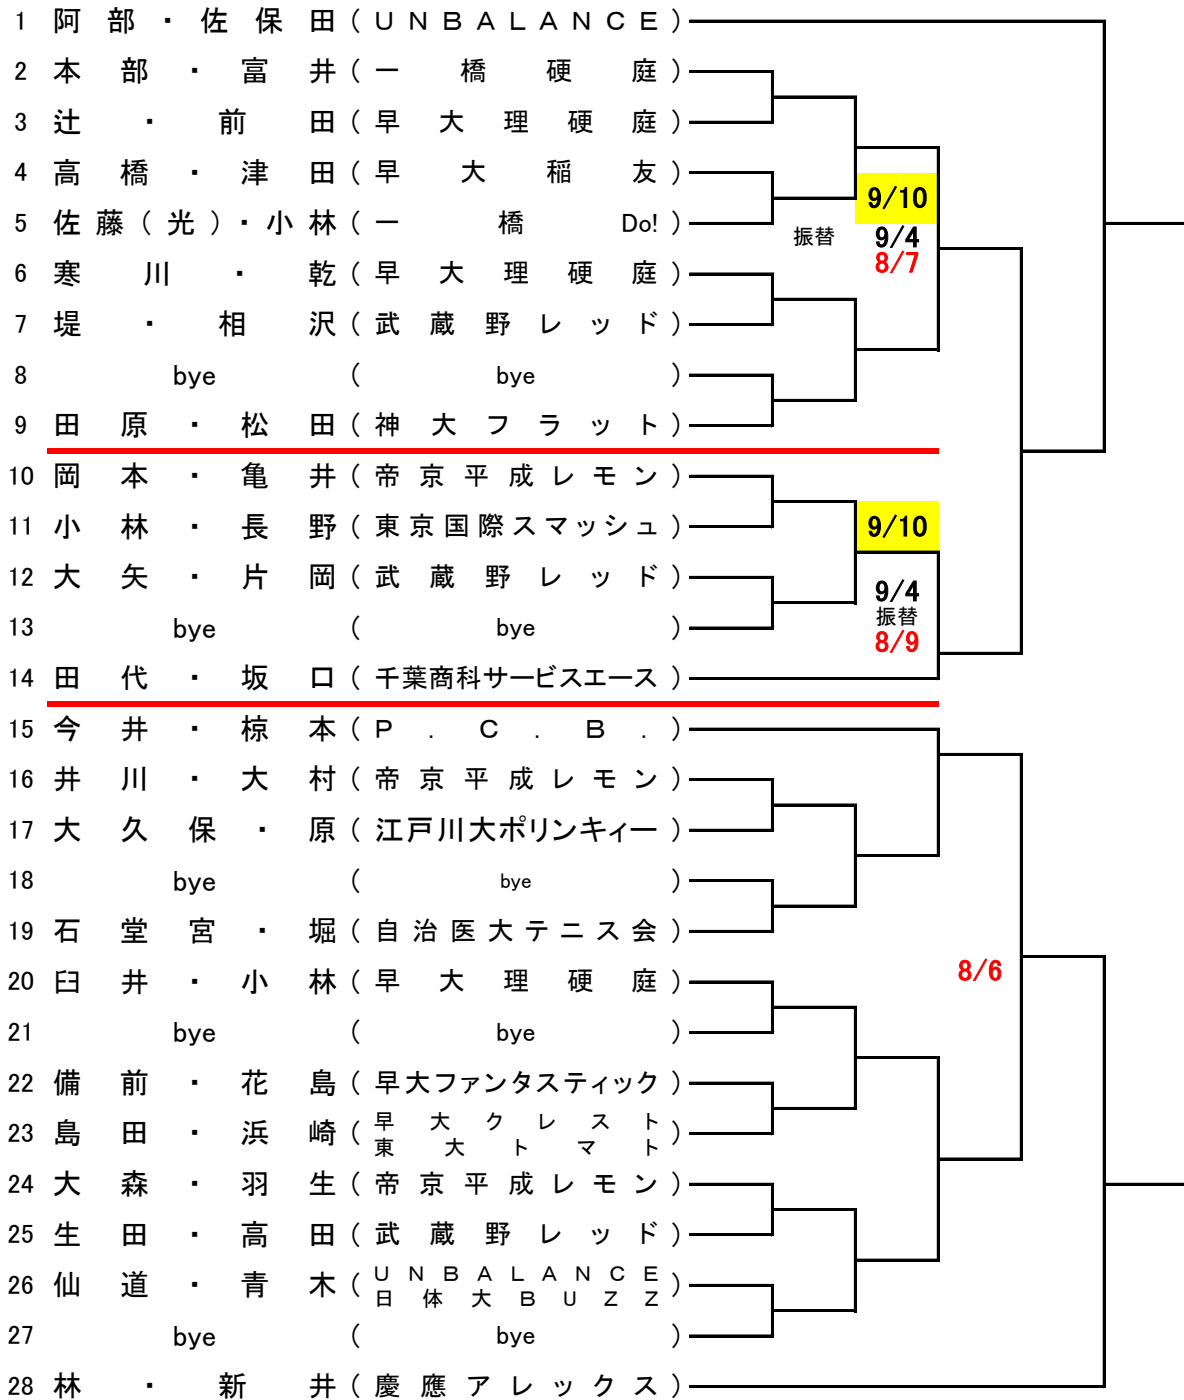 1 阿部・佐保田(UNBALANCE)
2 本部・富井(一橋硬庭)
3 辻・前田(早大理硬庭)
4 高橋・津田(早大稲友)
9/10
5 佐藤(光)・小林(一橋Do!)
振替 9/4
8/7
6 寒川・乾(早大理硬庭)
7 堤・相沢(武蔵野レッド)
8 bye(bye)
9 田原・松田(神大フラット)
10 岡本・亀井(帝京平成レモン)
11 小林・長野(東京国際スマッシュ)
9/10
12 大矢・片岡(武蔵野レッド)
9/4
振替
13 bye(bye)
8/9
14 田代・坂口(千葉商科サービスエース)
15 今井・椋本(P.C.B.)
16 井川・大村(帝京平成レモン)
17 大久保・原(江戸川大ポリンキィー)
18 bye(bye)
19 石堂宮・堀(自治医大テニス会)
8/6
20 臼井・小林(早大理硬庭)
21 bye(bye)
22 備前・花島(早大ファンタスティック)
23 島田・浜崎(早大クレスト
東大トマト)
24 大森・羽生(帝京平成レモン)
25 生田・高田(武蔵野レッド)
26 仙道・青木(UNBALANCE
日体大BUZZ)
27 bye(bye)
28 林・新井(慶應アレックス)